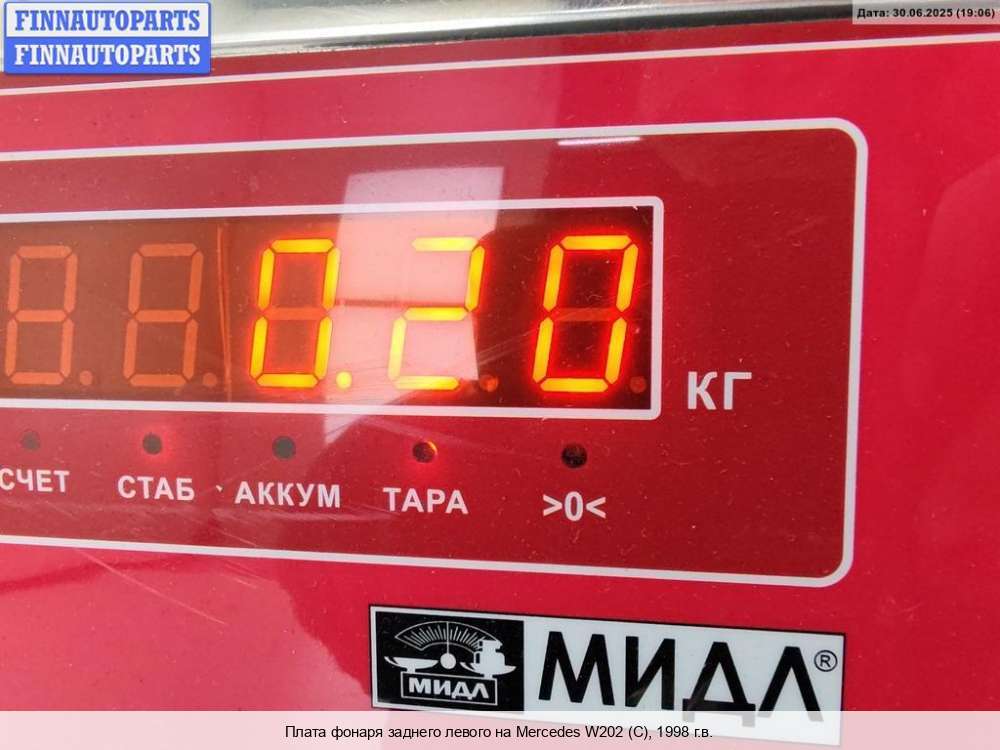 FINNAUTOPARTS
FINNAUTOPARTS
Дата: 30.06.2025 (19:06)
0.20
КГ
СЧЕТ СТАБ АККУМ ТАРА >0<
МИДЛ МИДЛ®
Плата фонаря заднего левого на Mercedes W202 (C), 1998 г.в.